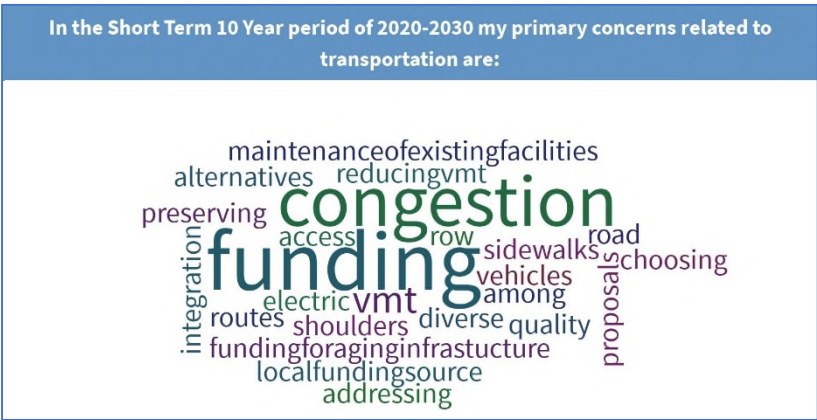 In the Short Term 10 Year period of 2020-2030 my primary concerns related to
transportation are:
maintenanceofexistingfacilities
alternatives reducingvmt
preserving congestion
access row road
integration funding sidewalks choosing
vehicles
electric vmt among proposals
routes shoulders diverse quality
fundingforaginginfrastucture
localfundingsource
addressing